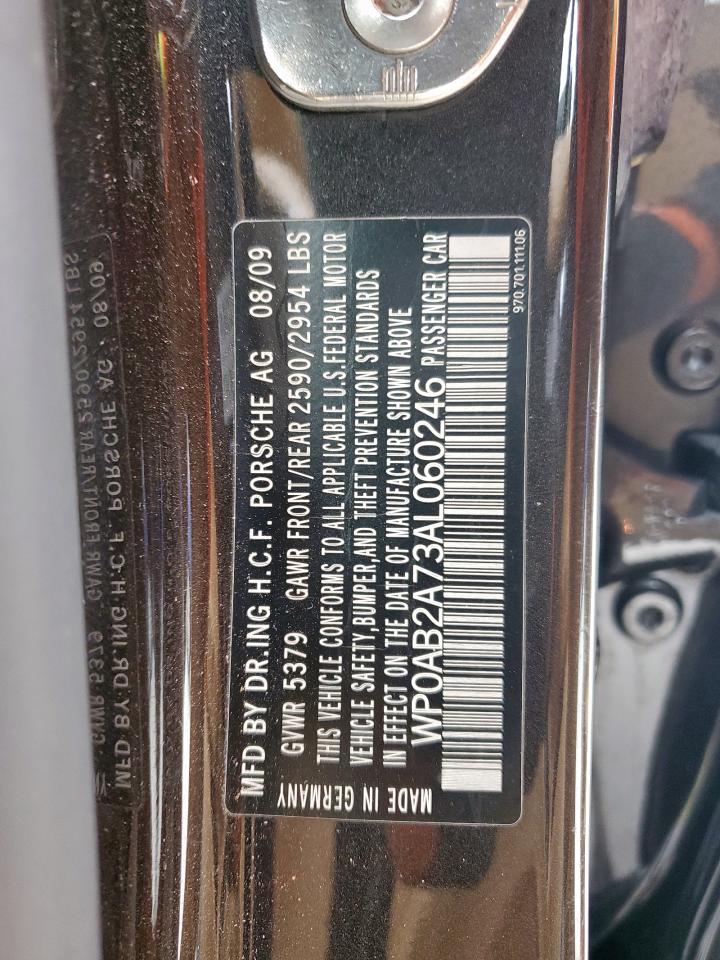 MFD BY DR.ING H.C.F. PORSCHE AG 08/09
GVWR 5379 GAWR FRONT/REAR 2590/2954 LBS
THIS VEHICLE CONFORMS TO ALL APPLICABLE U.S.FEDERAL MOTOR
VEHICLE SAFETY,BUMPER,AND THEFT PREVENTION STANDARDS
IN EFFECT ON THE DATE OF MANUFACTURE SHOWN ABOVE
WP0AB2A73AL060246 PASSENGER CAR
MADE IN GERMANY
970.701.111.06